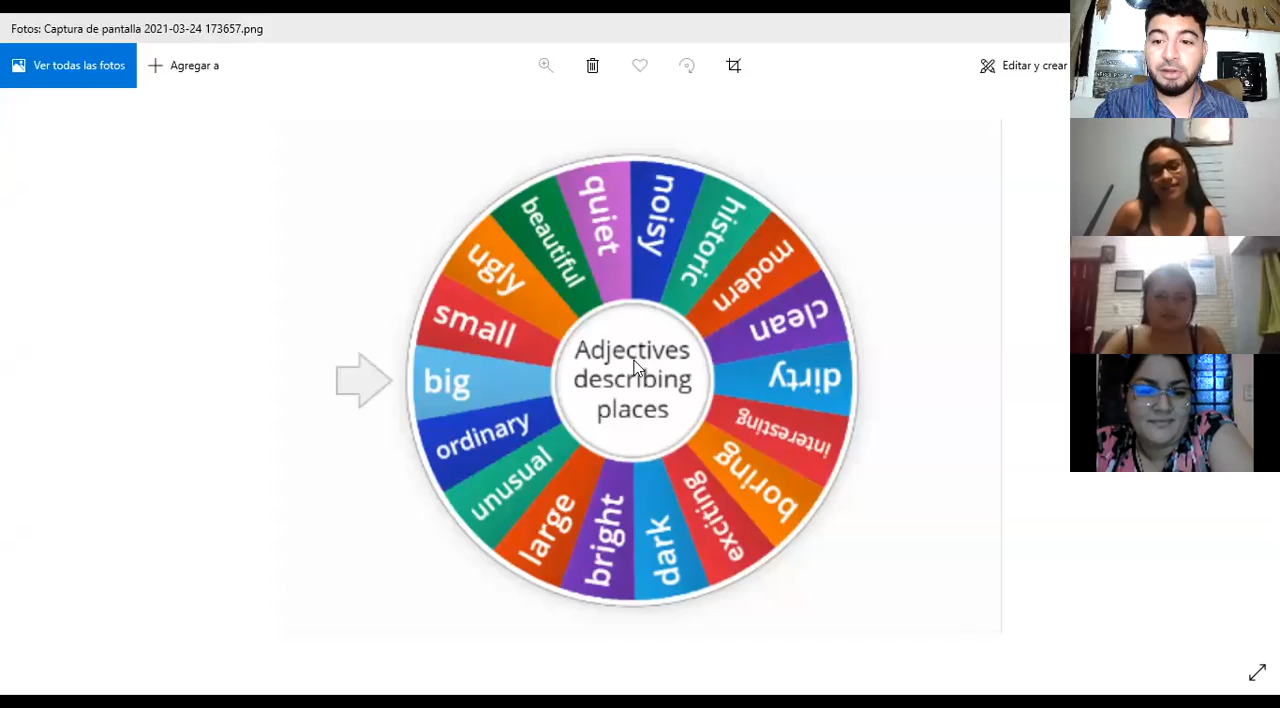 Fotos: Captura de pantalla 2021-03-24 173657.png
Ver todas las fotos
Agregar a
Editar y crear
quiet
noisy
historic
modern
clean
dirty
interesting
boring
exciting
dark
bright
large
unusual
ordinary
big
small
ugly
beautiful
Adjectives
describing
places